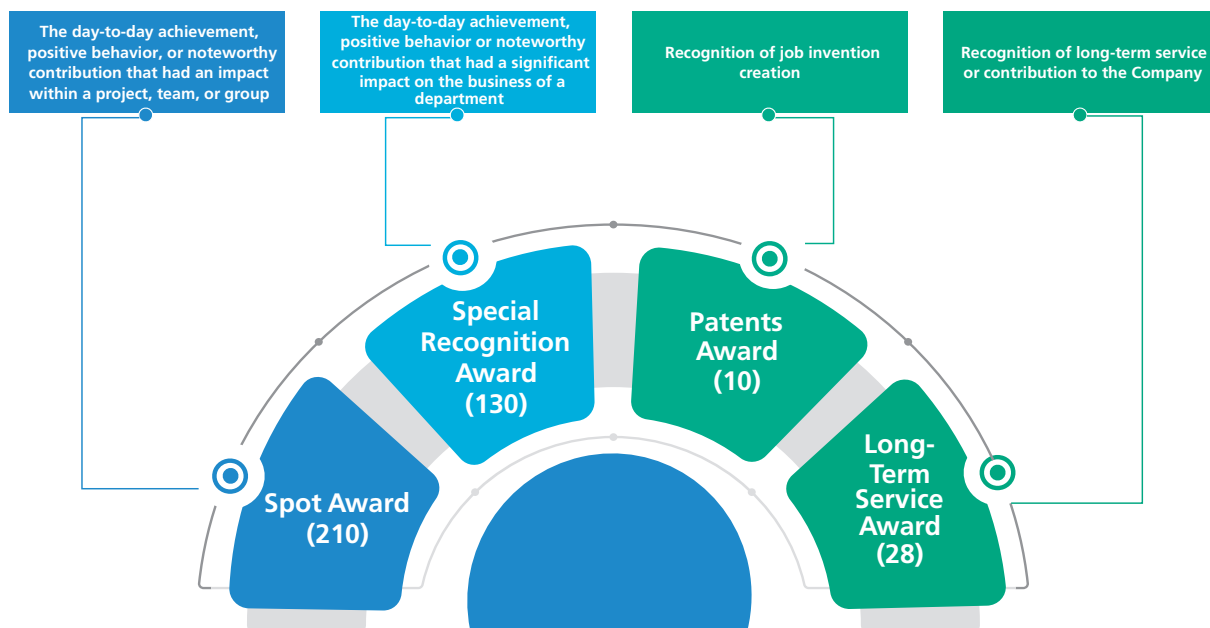 The day-to-day achievement,
positive behavior, or noteworthy
contribution that had an impact
within a project, team, or group
The day-to-day achievement,
positive behavior or noteworthy
contribution that had a significant
impact on the business of a
department
Recognition of job invention
creation
Recognition of long-term service
or contribution to the Company
Spot Award
(210)
Special
Recognition
Award
(130)
Patents
Award
(10)
Long-
Term
Service
Award
(28)